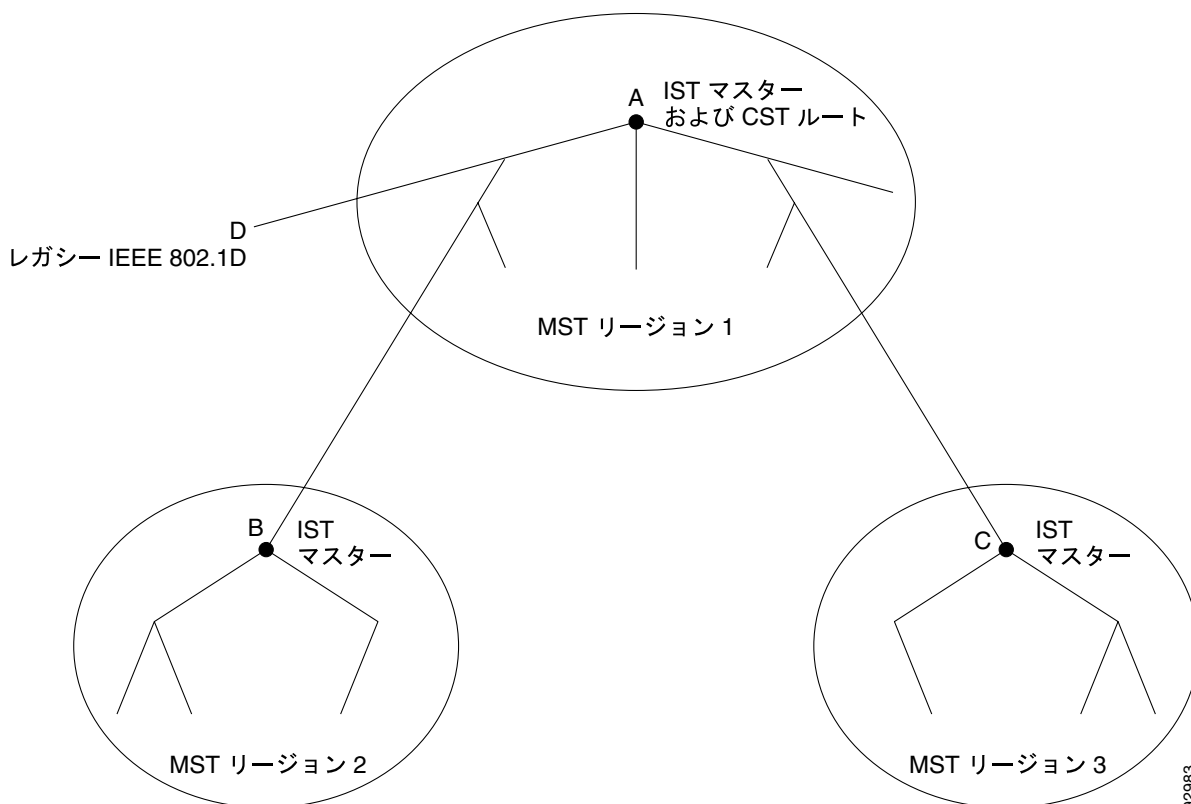 A
IST マスター
および CST ルート
D
レガシー IEEE 802.1D
MST リージョン 1
B
IST
マスター
C
IST
マスター
MST リージョン 2
MST リージョン 3